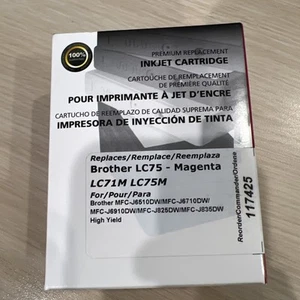 100%
PREMIUM REPLACEMENT
INKJET CARTRIDGE
CARTOUCHE DE REMPLACEMENT
DE PREMIÈRE QUALITÉ
POUR IMPRIMANTE À JET D'ENCRE
CARTUCHO DE REEMPLAZO DE CALIDAD SUPREMA PARA
IMPRESORA DE INYECCIÓN DE TINTA
Replaces/Remplace/Reemplaza
Brother LC75 - Magenta
LC71M LC75M
For/Pour/Para
Brother MFC-J6510DW/MFC-J6710DW/
MFC-J6910DW/MFC-J825DW/MFC-J835DW
High Yield
Reorder/Commander/Ordene
117425